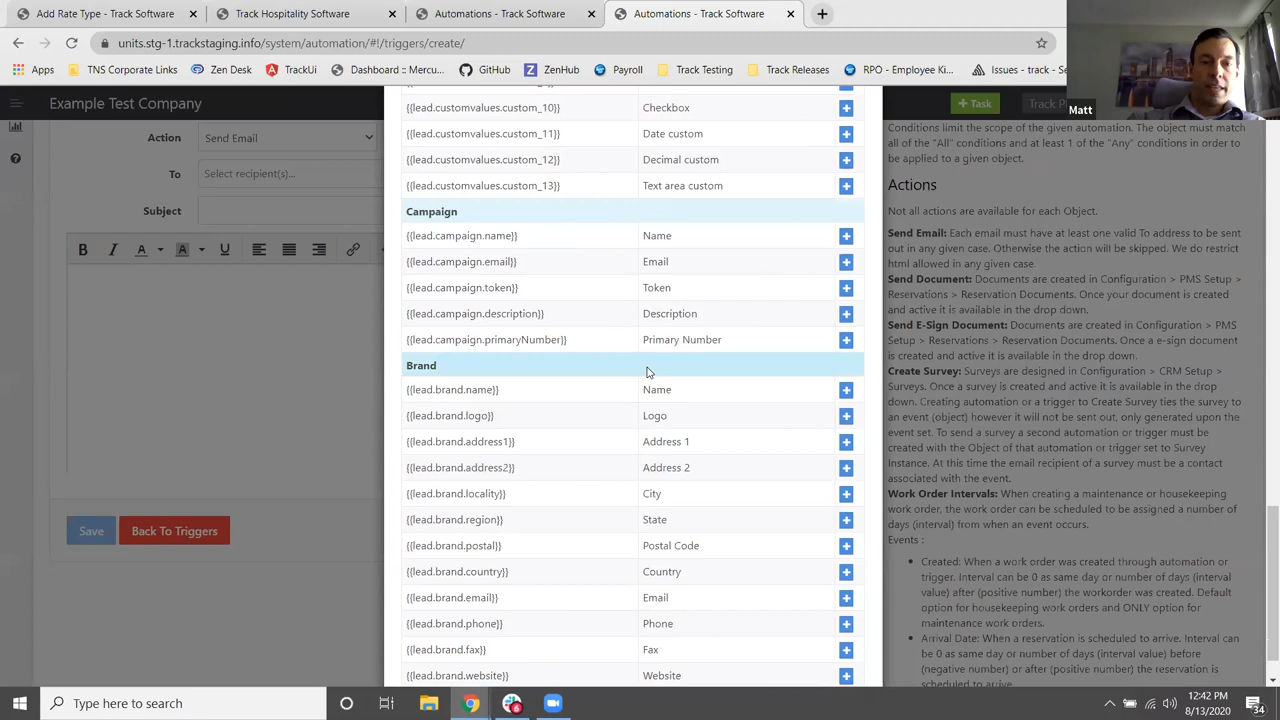 Add Rate Type - Track Software
Track Hospitality Software
Automations - Track Software
Automations - Track Software
units.stg-1.trackstaging.info/system/automation/#!/triggers/create/
Apps
TNS Corporate Links
Zen Desk
TrackUi
Dashboard :: Mercu...
GitHub
ZenHub
Payroll
Track Testing
Track Releases
RPO - Employee Kio...
Issues - Track - sec...
Matt
Example Test Company
+ Task
Action
Send Email
To
Select recipient(s)...
Subject
B I A A U
Save
Back To Triggers
{{lead.customvalues.custom_10}} Checkbox
{{lead.customvalues.custom_11}} Date custom
{{lead.customvalues.custom_12}} Decimal custom
{{lead.customvalues.custom_13}} Text area custom
Campaign
{{lead.campaign.name}} Name
{{lead.campaign.email}} Email
{{lead.campaign.token}} Token
{{lead.campaign.description}} Description
{{lead.campaign.primaryNumber}} Primary Number
Brand
{{lead.brand.name}} Name
{{lead.brand.logo}} Logo
{{lead.brand.address1}} Address 1
{{lead.brand.address2}} Address 2
{{lead.brand.locality}} City
{{lead.brand.region}} State
{{lead.brand.postal}} Postal Code
{{lead.brand.country}} Country
{{lead.brand.email}} Email
{{lead.brand.phone}} Phone
{{lead.brand.fax}} Fax
{{lead.brand.website}} Website
Conditions limit the scope of the given automation. The object must match
all of the "All" conditions and at least 1 of the "Any" conditions in order to
be applied to a given object.
Actions
Not all actions are available for each Object.
Send Email: Each email must have at least one valid To address to be sent
out in any given case. Otherwise the action will be skipped. We do restrict
html allowed in any given case.
Send Document: Documents are created in Configuration > PMS Setup >
Reservations > Reservation Documents. Once your document is created
and active it is available in the drop down.
Send E-Sign Document: Documents are created in Configuration > PMS
Setup > Reservations > Reservation Documents. Once a e-sign document
is created and active it is available in the drop down.
Create Survey: Surveys are designed in Configuration > CRM Setup >
Surveys. Once a survey is created and active it is available in the drop
down. Creating automation or a trigger to Create Survey ties the survey to
an event (object) however it will not be sent out, only generated upon the
event set. To send a survey a second automation or trigger must be
created with the Object of that automation or trigger set to Survey
Instance. At this time the email recipient of a survey must be a contact
associated with the event.
Work Order Intervals: When creating a maintenance or housekeeping
work order, the work order can be scheduled to be assigned a number of
days (interval) from when an event occurs.
Events :
Created: When a work order was created through automation or
trigger. Interval can be 0 as same day or number of days (interval
value) after (positive number) the workorder was created. Default
option for housekeeping work orders and ONLY option for
maintenance work orders.
Arrival Date: When a reservation is scheduled to arrive. Interval can
be 0 as same day or number of days (interval value) before
(negative number) or after (positive number) the reservation is
scheduled to arrive.
Type here to search
12:42 PM
8/13/2020
34